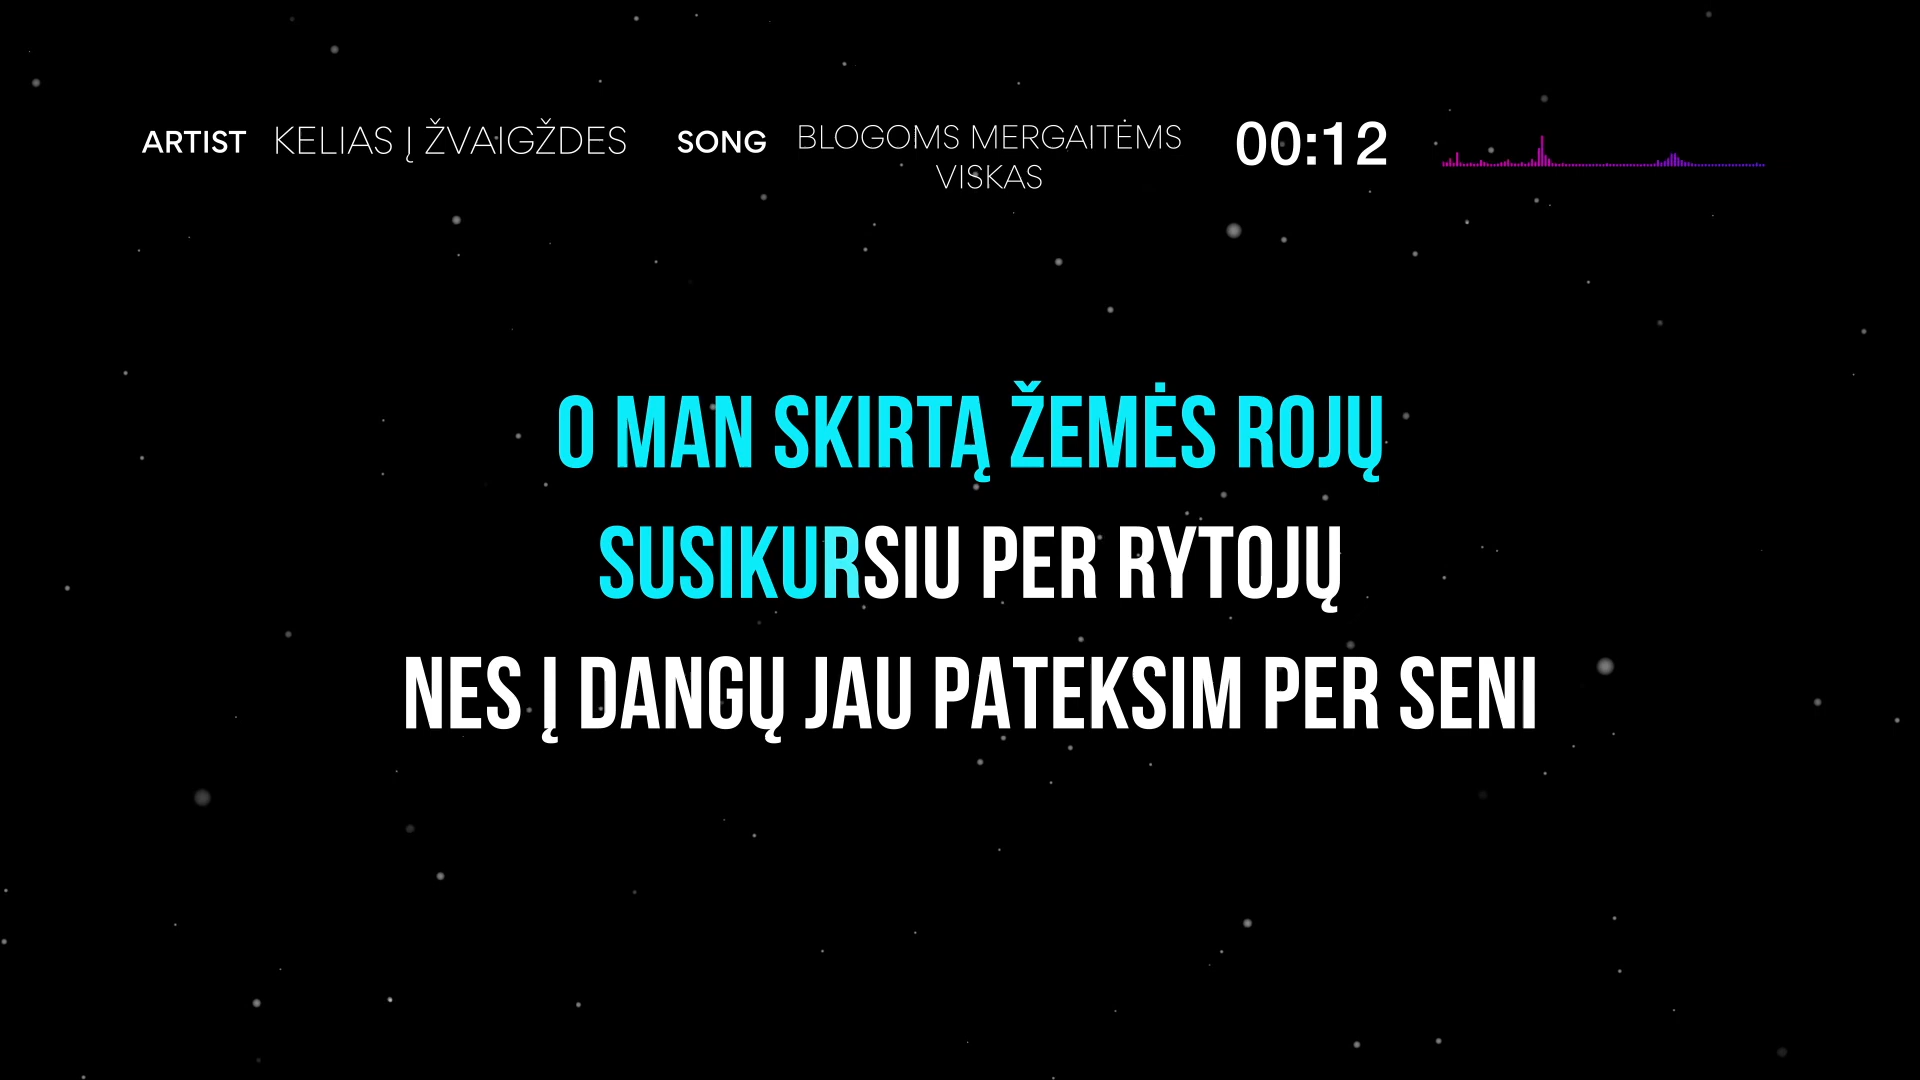 ARTIST KELIAS Į ŽVAIGŽDES SONG BLOGOMS MERGAITĖMS VISKAS 00:12
O MAN SKIRTĄ ŽEMĖS ROJŲ
SUSIKURSIU PER RYTOJŲ
NES Į DANGŲ JAU PATEKSIM PER SENI